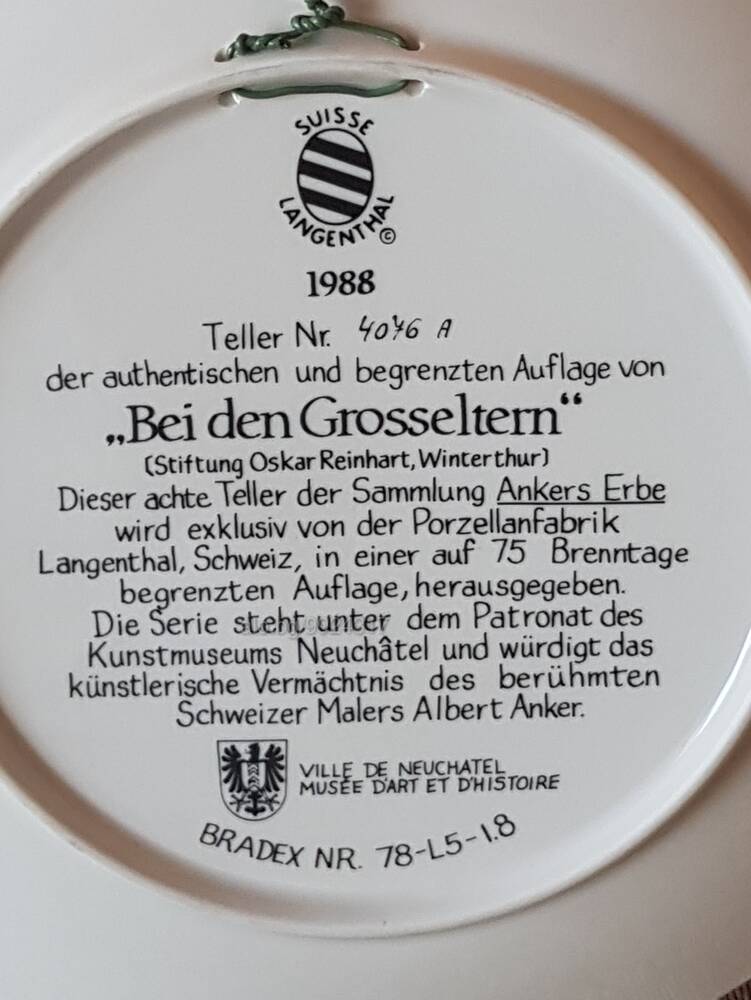 SUISSE
LANGENTHAL ©
1988
Teller Nr. 4076 A
der authentischen und begrenzten Auflage von
„Bei den Grosseltern“
(Stiftung Oskar Reinhart, Winterthur)
Dieser achte Teller der Sammlung Ankers Erbe
wird exklusiv von der Porzellanfabrik
Langenthal, Schweiz, in einer auf 75 Brenntage
begrenzten Auflage, herausgegeben.
Die Serie steht unter dem Patronat des
Kunstmuseums Neuchâtel und würdigt das
künstlerische Vermächtnis des berühmten
Schweizer Malers Albert Anker.
VILLE DE NEUCHATEL
MUSÉE D'ART ET D'HISTOIRE
BRADEX NR. 78-L5-1.8